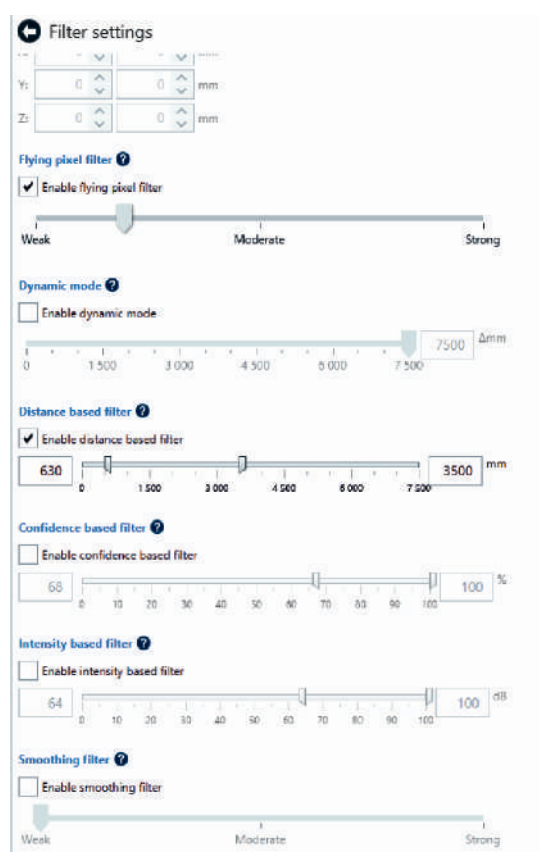 Filter settings
Y: 0 0 mm
Z: 0 0 mm
Flying pixel filter ?
Enable flying pixel filter
Weak Moderate Strong
Dynamic mode ?
Enable dynamic mode
7500 Δmm
0 1 500 3 000 4 500 6 000 7 500
Distance based filter ?
Enable distance based filter
630 3500 mm
0 1 500 3 000 4 500 6 000 7 500
Confidence based filter ?
Enable confidence based filter
68 100 %
0 10 20 30 40 50 60 70 80 90 100
Intensity based filter ?
Enable intensity based filter
64 100 dB
0 10 20 30 40 50 60 70 80 90 100
Smoothing filter ?
Enable smoothing filter
Weak Moderate Strong